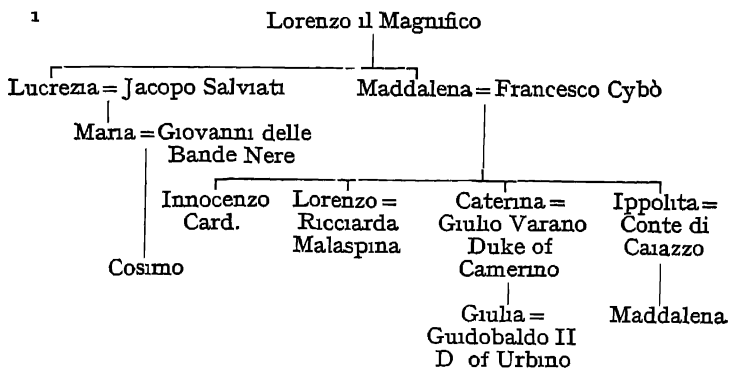 1
Lorenzo il Magnifico
Lucrezia = Jacopo Salviati Maddalena = Francesco Cybò
Maria = Giovanni delle
Bande Nere
Innocenzo Lorenzo = Caterina = Ippolita =
Card. Ricciarda Giulio Varano Conte di
Malaspina Duke of Caiazzo
Cosimo Camerino
Giulia = Maddalena
Guidobaldo II
D of Urbino